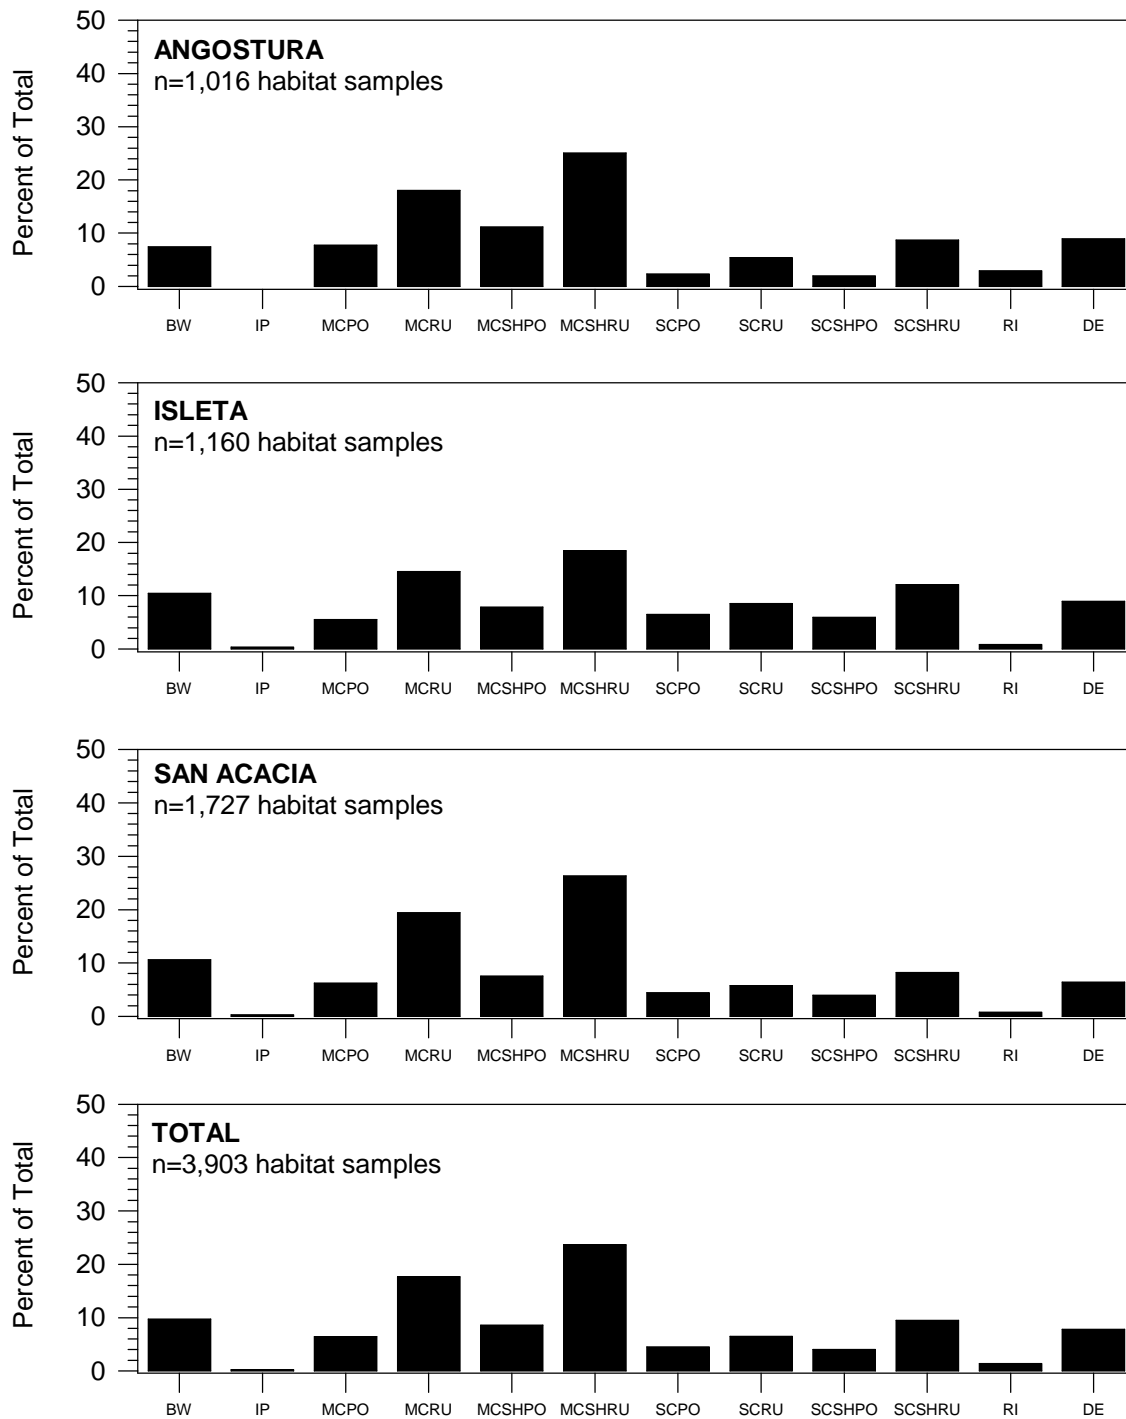 50
40
30
20
10
0
Percent of Total
ANGOSTURA
n=1,016 habitat samples
BW IP MCPO MCRU MCSHPO MCSHRU SCPO SCRU SCSHPO SCSHRU RI DE
50
40
30
20
10
0
Percent of Total
ISLETA
n=1,160 habitat samples
BW IP MCPO MCRU MCSHPO MCSHRU SCPO SCRU SCSHPO SCSHRU RI DE
50
40
30
20
10
0
Percent of Total
SAN ACACIA
n=1,727 habitat samples
BW IP MCPO MCRU MCSHPO MCSHRU SCPO SCRU SCSHPO SCSHRU RI DE
50
40
30
20
10
0
Percent of Total
TOTAL
n=3,903 habitat samples
BW IP MCPO MCRU MCSHPO MCSHRU SCPO SCRU SCSHPO SCSHRU RI DE